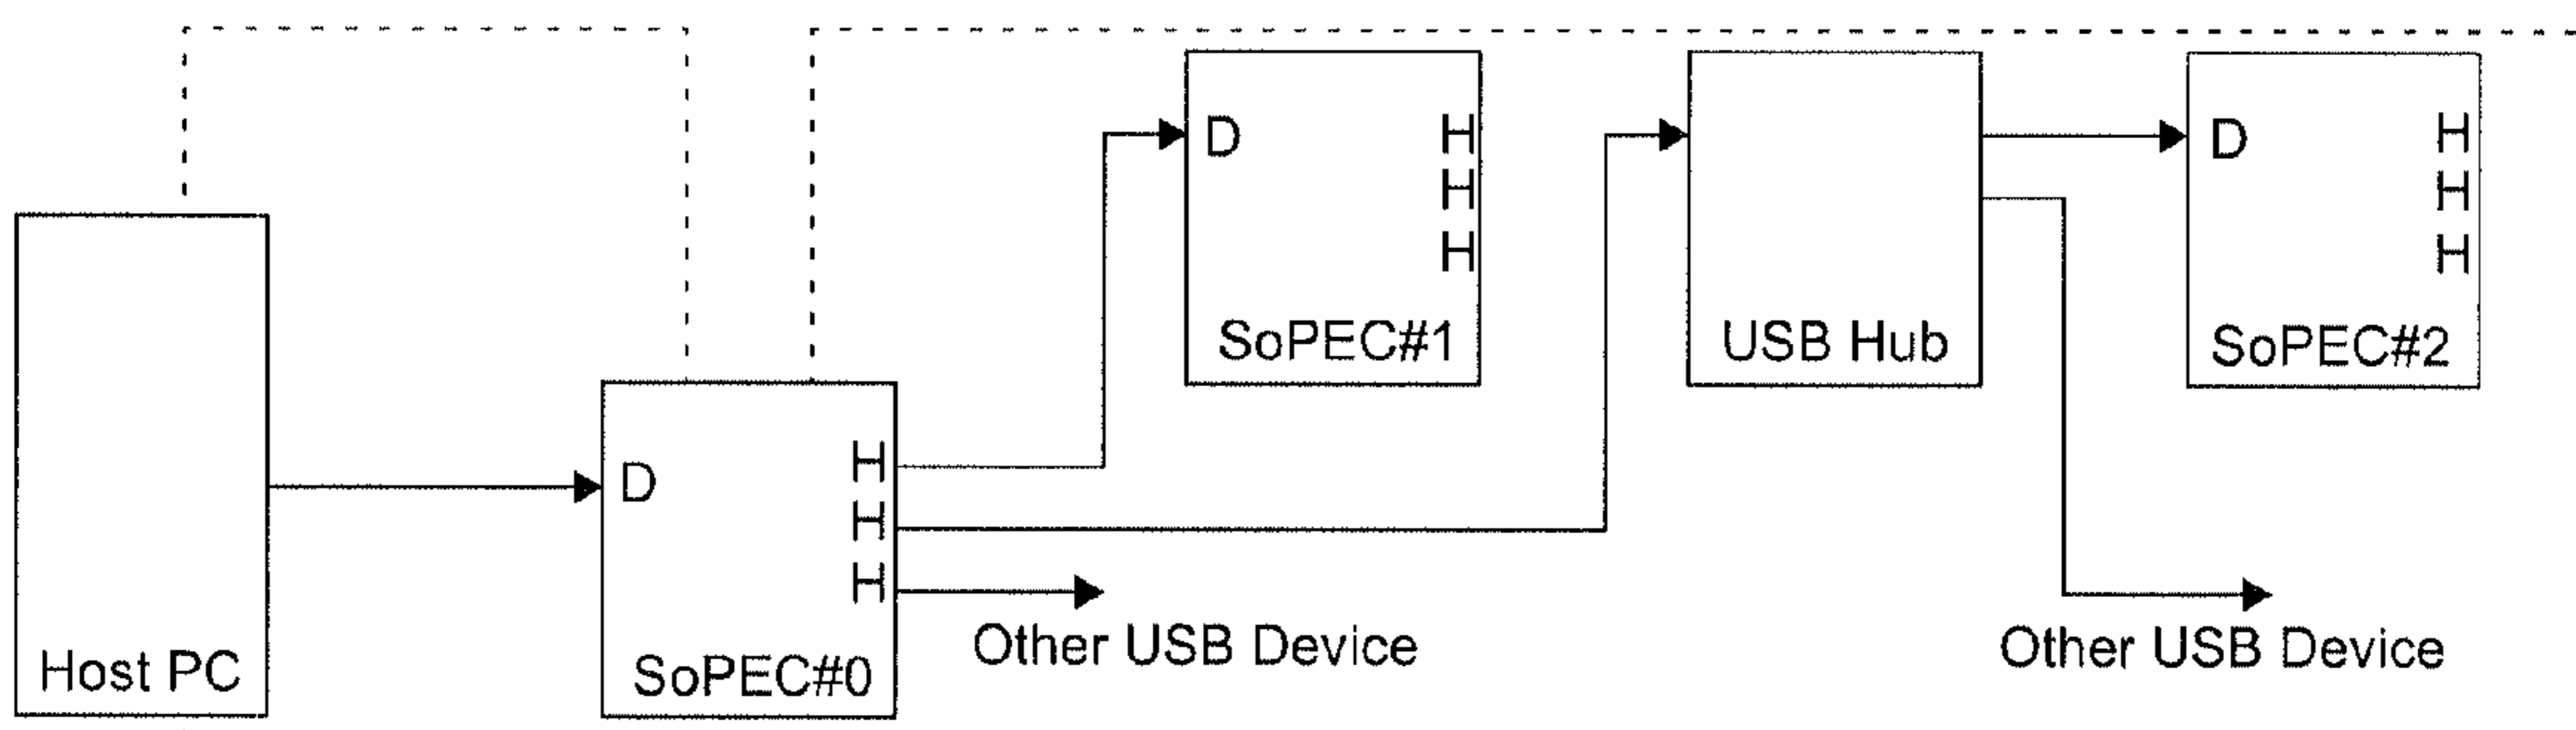 Host PC
D
H
H
H
SoPEC#0
Other USB Device
D
H
H
H
SoPEC#1
USB Hub
D
H
H
H
SoPEC#2
Other USB Device